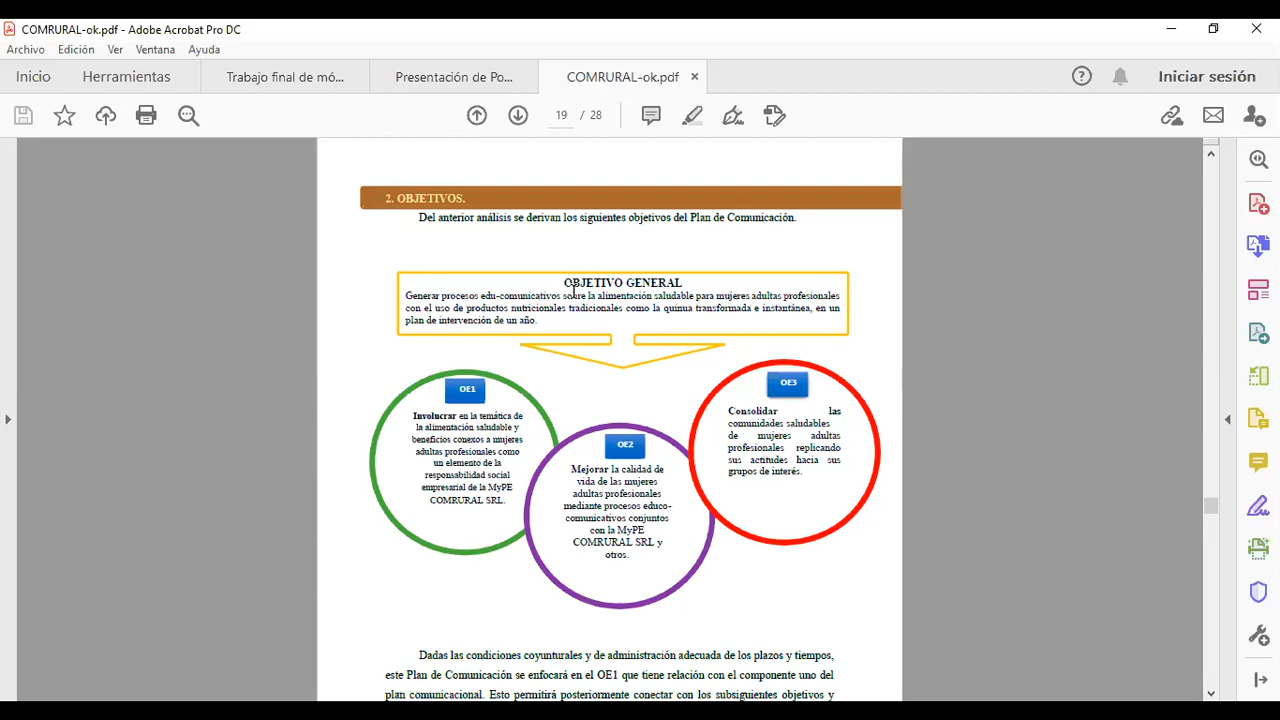 COMRURAL-ok.pdf - Adobe Acrobat Pro DC
Archivo Edición Ver Ventana Ayuda
Inicio Herramientas Trabajo final de mó... Presentación de Po... COMRURAL-ok.pdf × Iniciar sesión
19 / 28
2. OBJETIVOS.
Del anterior análisis se derivan los siguientes objetivos del Plan de Comunicación.
OBJETIVO GENERAL
Generar procesos edu-comunicativos sobre la alimentación saludable para mujeres adultas profesionales
con el uso de productos nutricionales tradicionales como la quinua transformada e instantánea, en un
plan de intervención de un año.
OE1
Involucrar en la temática de
la alimentación saludable y
beneficios conexos a mujeres
adultas profesionales como
un elemento de la
responsabilidad social
empresarial de la MyPE
COMRURAL SRL.
OE2
Mejorar la calidad de
vida de las mujeres
adultas profesionales
mediante procesos educo-
comunicativos conjuntos
con la MyPE
COMRURAL SRL y
otros.
OE3
Consolidar las
comunidades saludables
de mujeres adultas
profesionales replicando
sus actitudes hacia sus
grupos de interés.
Dadas las condiciones coyunturales y de administración adecuada de los plazos y tiempos,
este Plan de Comunicación se enfocará en el OE1 que tiene relación con el componente uno del
plan comunicacional. Esto permitirá posteriormente conectar con los subsiguientes objetivos y